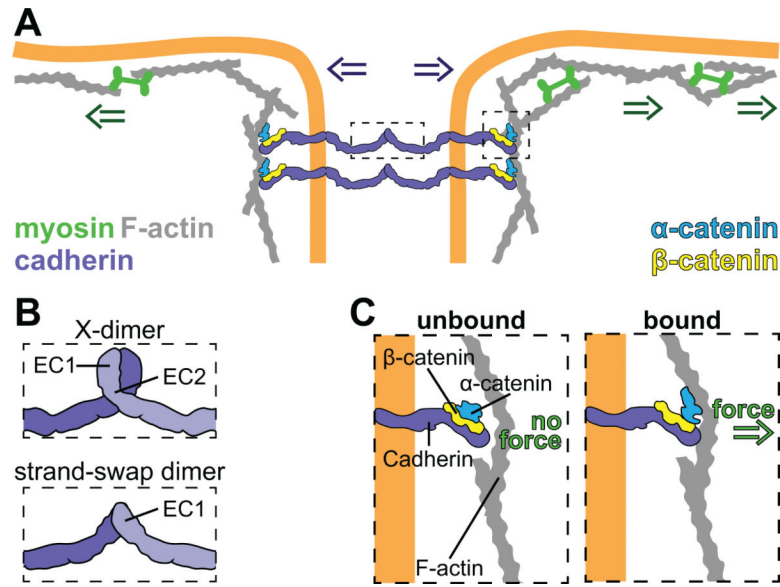 A
myosin F-actin
cadherin
α-catenin
β-catenin
B
X-dimer
EC1
EC2
strand-swap dimer
EC1
C
unbound
β-catenin
α-catenin
no
force
Cadherin
F-actin
bound
force